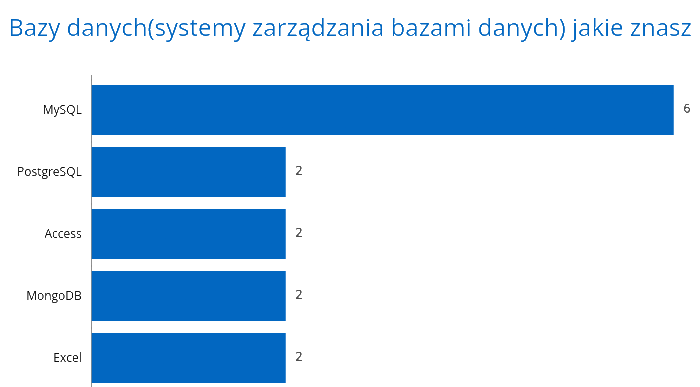 Bazy danych(systemy zarządzania bazami danych) jakie znasz
MySQL 6
PostgreSQL 2
Access 2
MongoDB 2
Excel 2